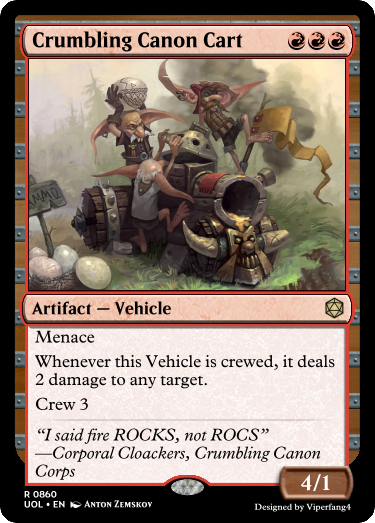 Crumbling Canon Cart
AMMO
Artifact — Vehicle
Menace
Whenever this Vehicle is crewed, it deals
2 damage to any target.
Crew 3
“I said fire ROCKS, not ROCS”
—Corporal Cloackers, Crumbling Canon
Corps
4/1
R 0860
UOL • EN Anton Zemskov
Designed by Viperfang4